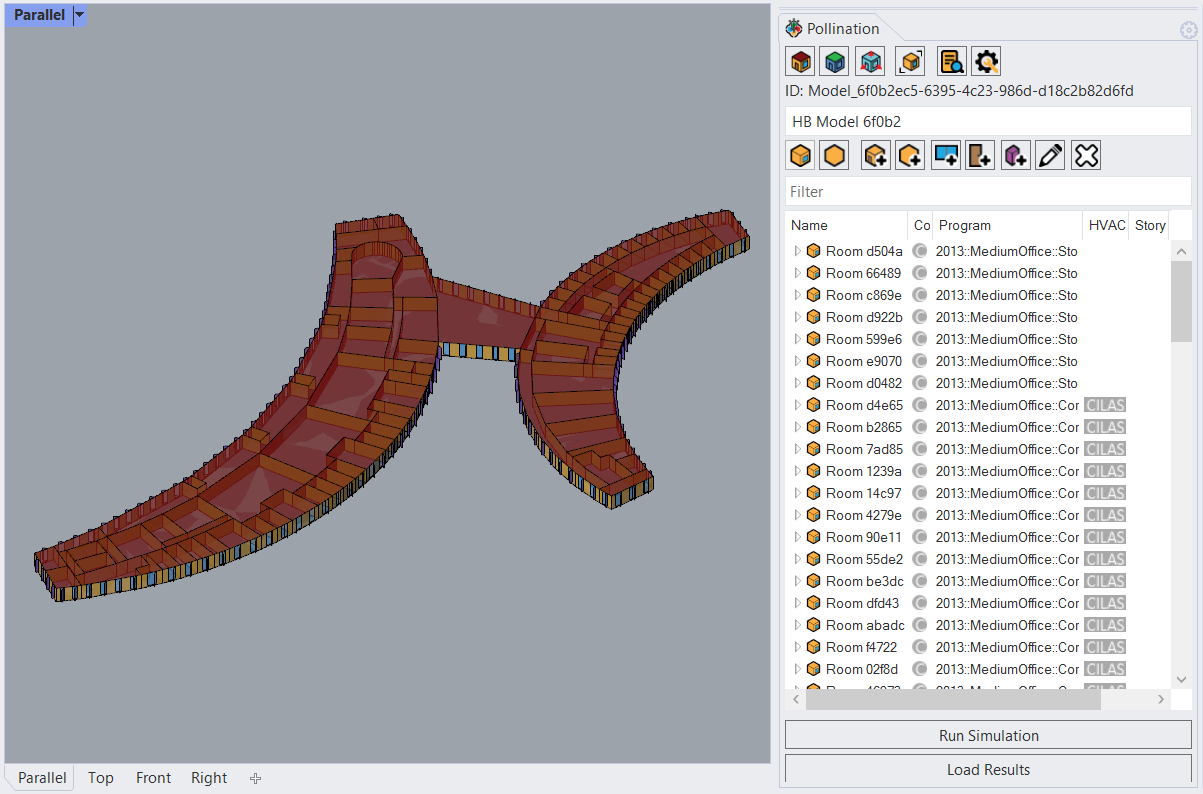 Parallel
Pollination
ID: Model_6f0b2ec5-6395-4c23-986d-d18c2b82d6fd
HB Model 6f0b2
Filter
Name Co Program HVAC Story
Room d504a C 2013::MediumOffice::Sto
Room 66489 C 2013::MediumOffice::Sto
Room c869e C 2013::MediumOffice::Sto
Room d922b C 2013::MediumOffice::Sto
Room 599e6 C 2013::MediumOffice::Sto
Room e9070 C 2013::MediumOffice::Sto
Room d0482 C 2013::MediumOffice::Sto
Room d4e65 C 2013::MediumOffice::Cor CILAS
Room b2865 C 2013::MediumOffice::Cor CILAS
Room 7ad85 C 2013::MediumOffice::Cor CILAS
Room 1239a C 2013::MediumOffice::Cor CILAS
Room 14c97 C 2013::MediumOffice::Cor CILAS
Room 4279e C 2013::MediumOffice::Cor CILAS
Room 90e11 C 2013::MediumOffice::Cor CILAS
Room 55de2 C 2013::MediumOffice::Cor CILAS
Room be3dc C 2013::MediumOffice::Cor CILAS
Room dfd43 C 2013::MediumOffice::Cor CILAS
Room abadc C 2013::MediumOffice::Cor CILAS
Room f4722 C 2013::MediumOffice::Cor CILAS
Room 02f8d C 2013::MediumOffice::Cor CILAS
Run Simulation
Load Results
Parallel Top Front Right